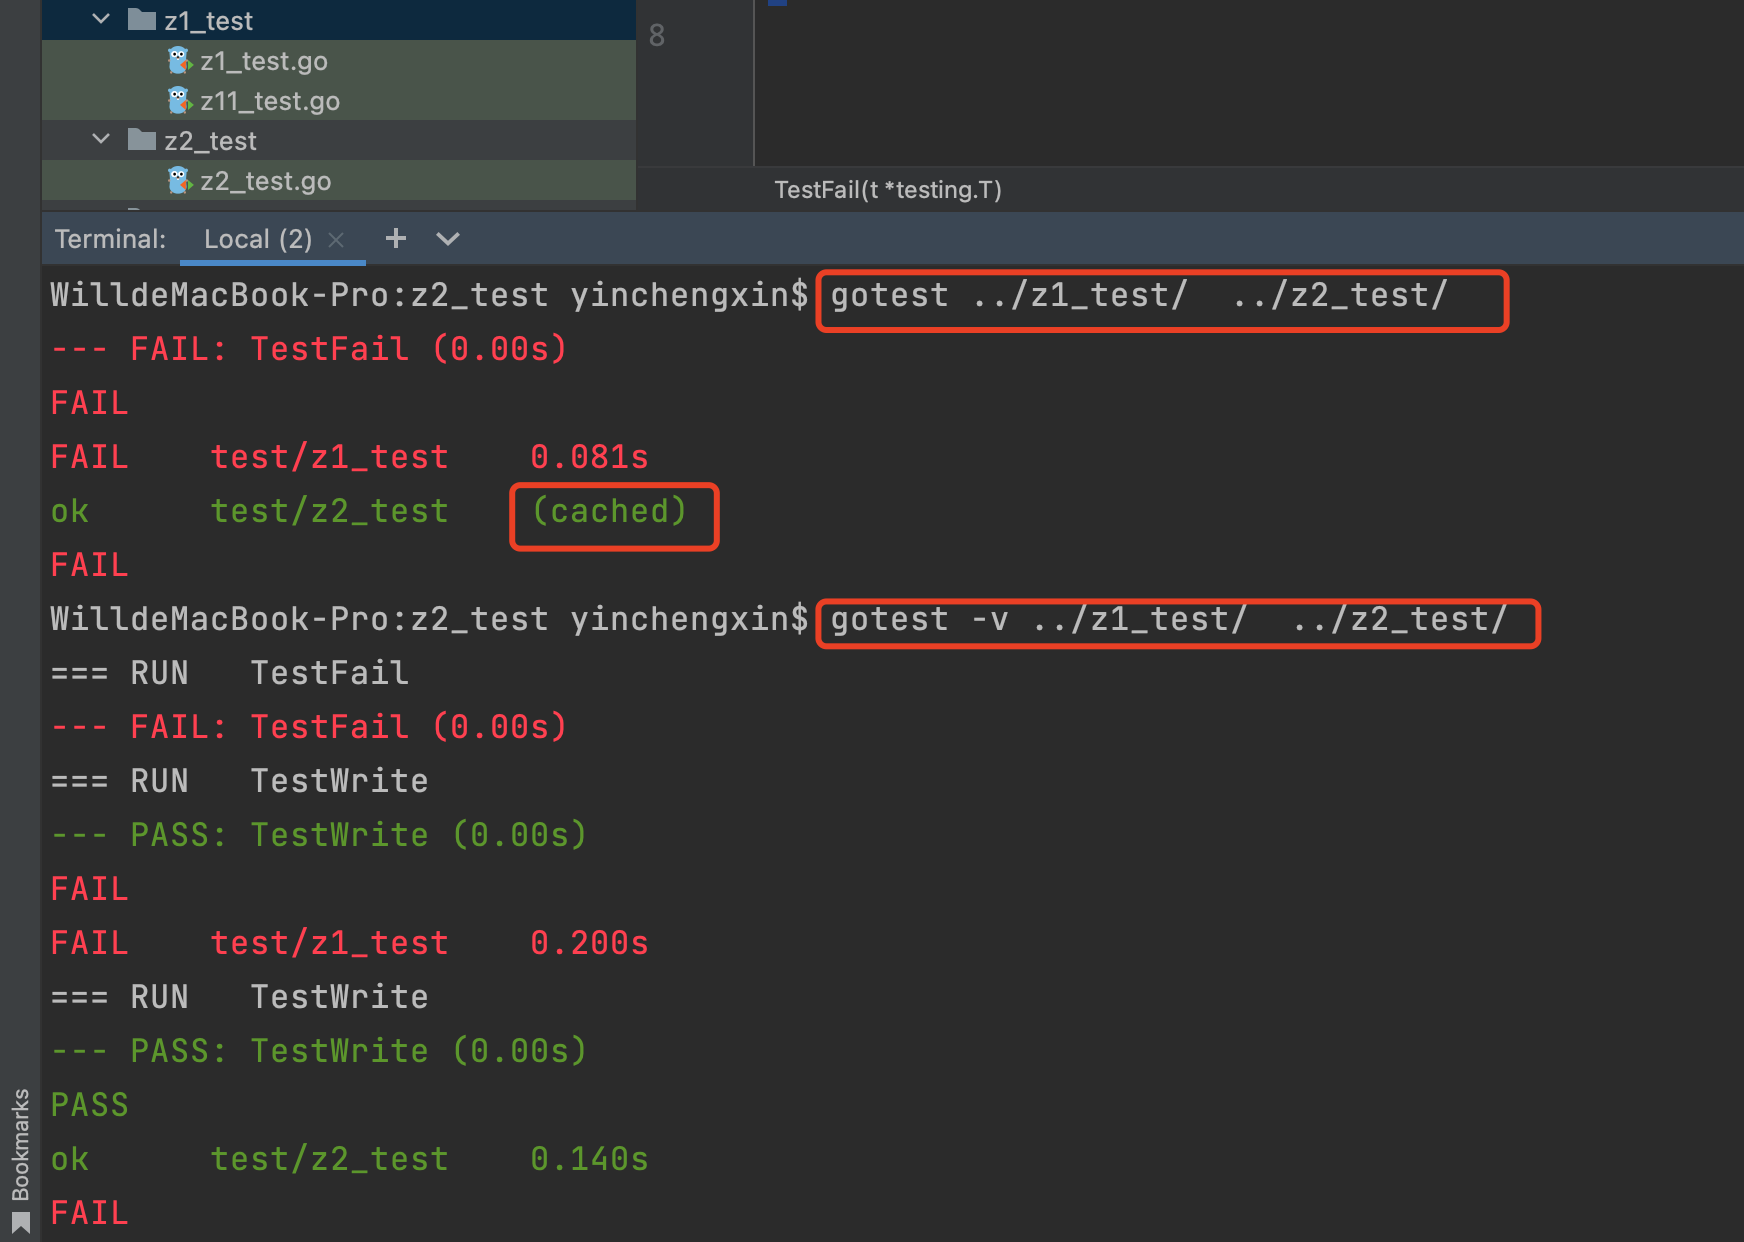 z1_test
z1_test.go
z11_test.go
z2_test
z2_test.go
8
TestFail(t *testing.T)
Terminal: Local (2) × +
WilldeMacBook-Pro:z2_test yinchengxin$ gotest ../z1_test/  ../z2_test/
--- FAIL: TestFail (0.00s)
FAIL
FAIL    test/z1_test    0.081s
ok      test/z2_test    (cached)
FAIL
WilldeMacBook-Pro:z2_test yinchengxin$ gotest -v ../z1_test/  ../z2_test/
=== RUN   TestFail
--- FAIL: TestFail (0.00s)
=== RUN   TestWrite
--- PASS: TestWrite (0.00s)
FAIL
FAIL    test/z1_test    0.200s
=== RUN   TestWrite
--- PASS: TestWrite (0.00s)
PASS
ok      test/z2_test    0.140s
FAIL
Bookmarks